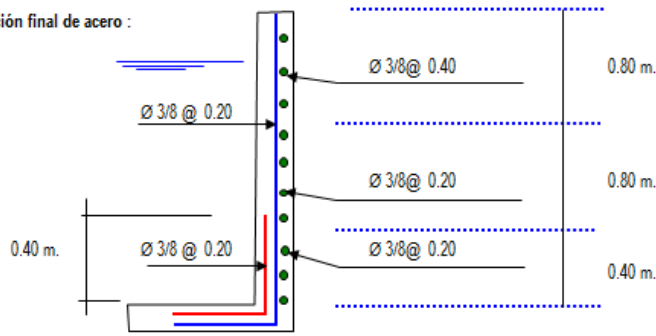 ción final de acero :
Ø 3/8@ 0.40
0.80 m.
Ø 3/8 @ 0.20
Ø 3/8@ 0.20
0.80 m.
0.40 m.
Ø 3/8 @ 0.20
Ø 3/8@ 0.20
0.40 m.